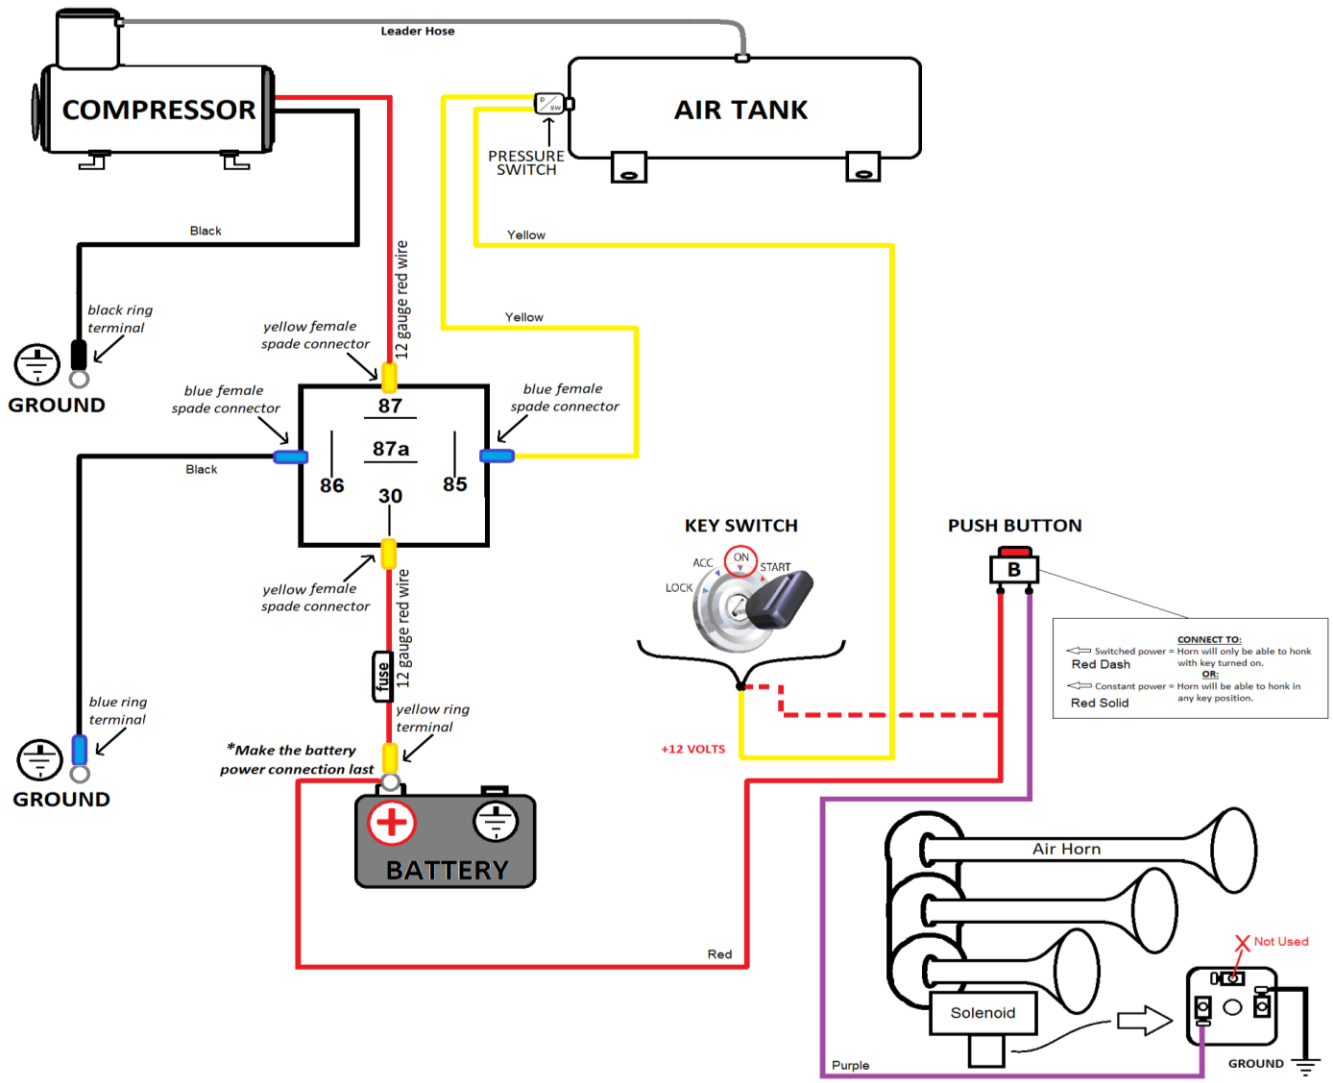 Leader Hose
COMPRESSOR
AIR TANK
P
SW
PRESSURE
SWITCH
Black
Yellow
12 gauge red wire
black ring
terminal
yellow female
spade connector
Yellow
GROUND
blue female
spade connector
blue female
spade connector
87
87a
86
85
30
Black
KEY SWITCH
PUSH BUTTON
ACC
ON
START
LOCK
B
yellow female
spade connector
12 gauge red wire
fuse
CONNECT TO:
Switched power = Horn will only be able to honk
Red Dash
with key turned on.
OR:
Constant power = Horn will be able to honk in
Red Solid
any key position.
blue ring
terminal
yellow ring
terminal
*Make the battery
power connection last
+12 VOLTS
GROUND
BATTERY
Air Horn
Red
Not Used
Solenoid
Purple
GROUND